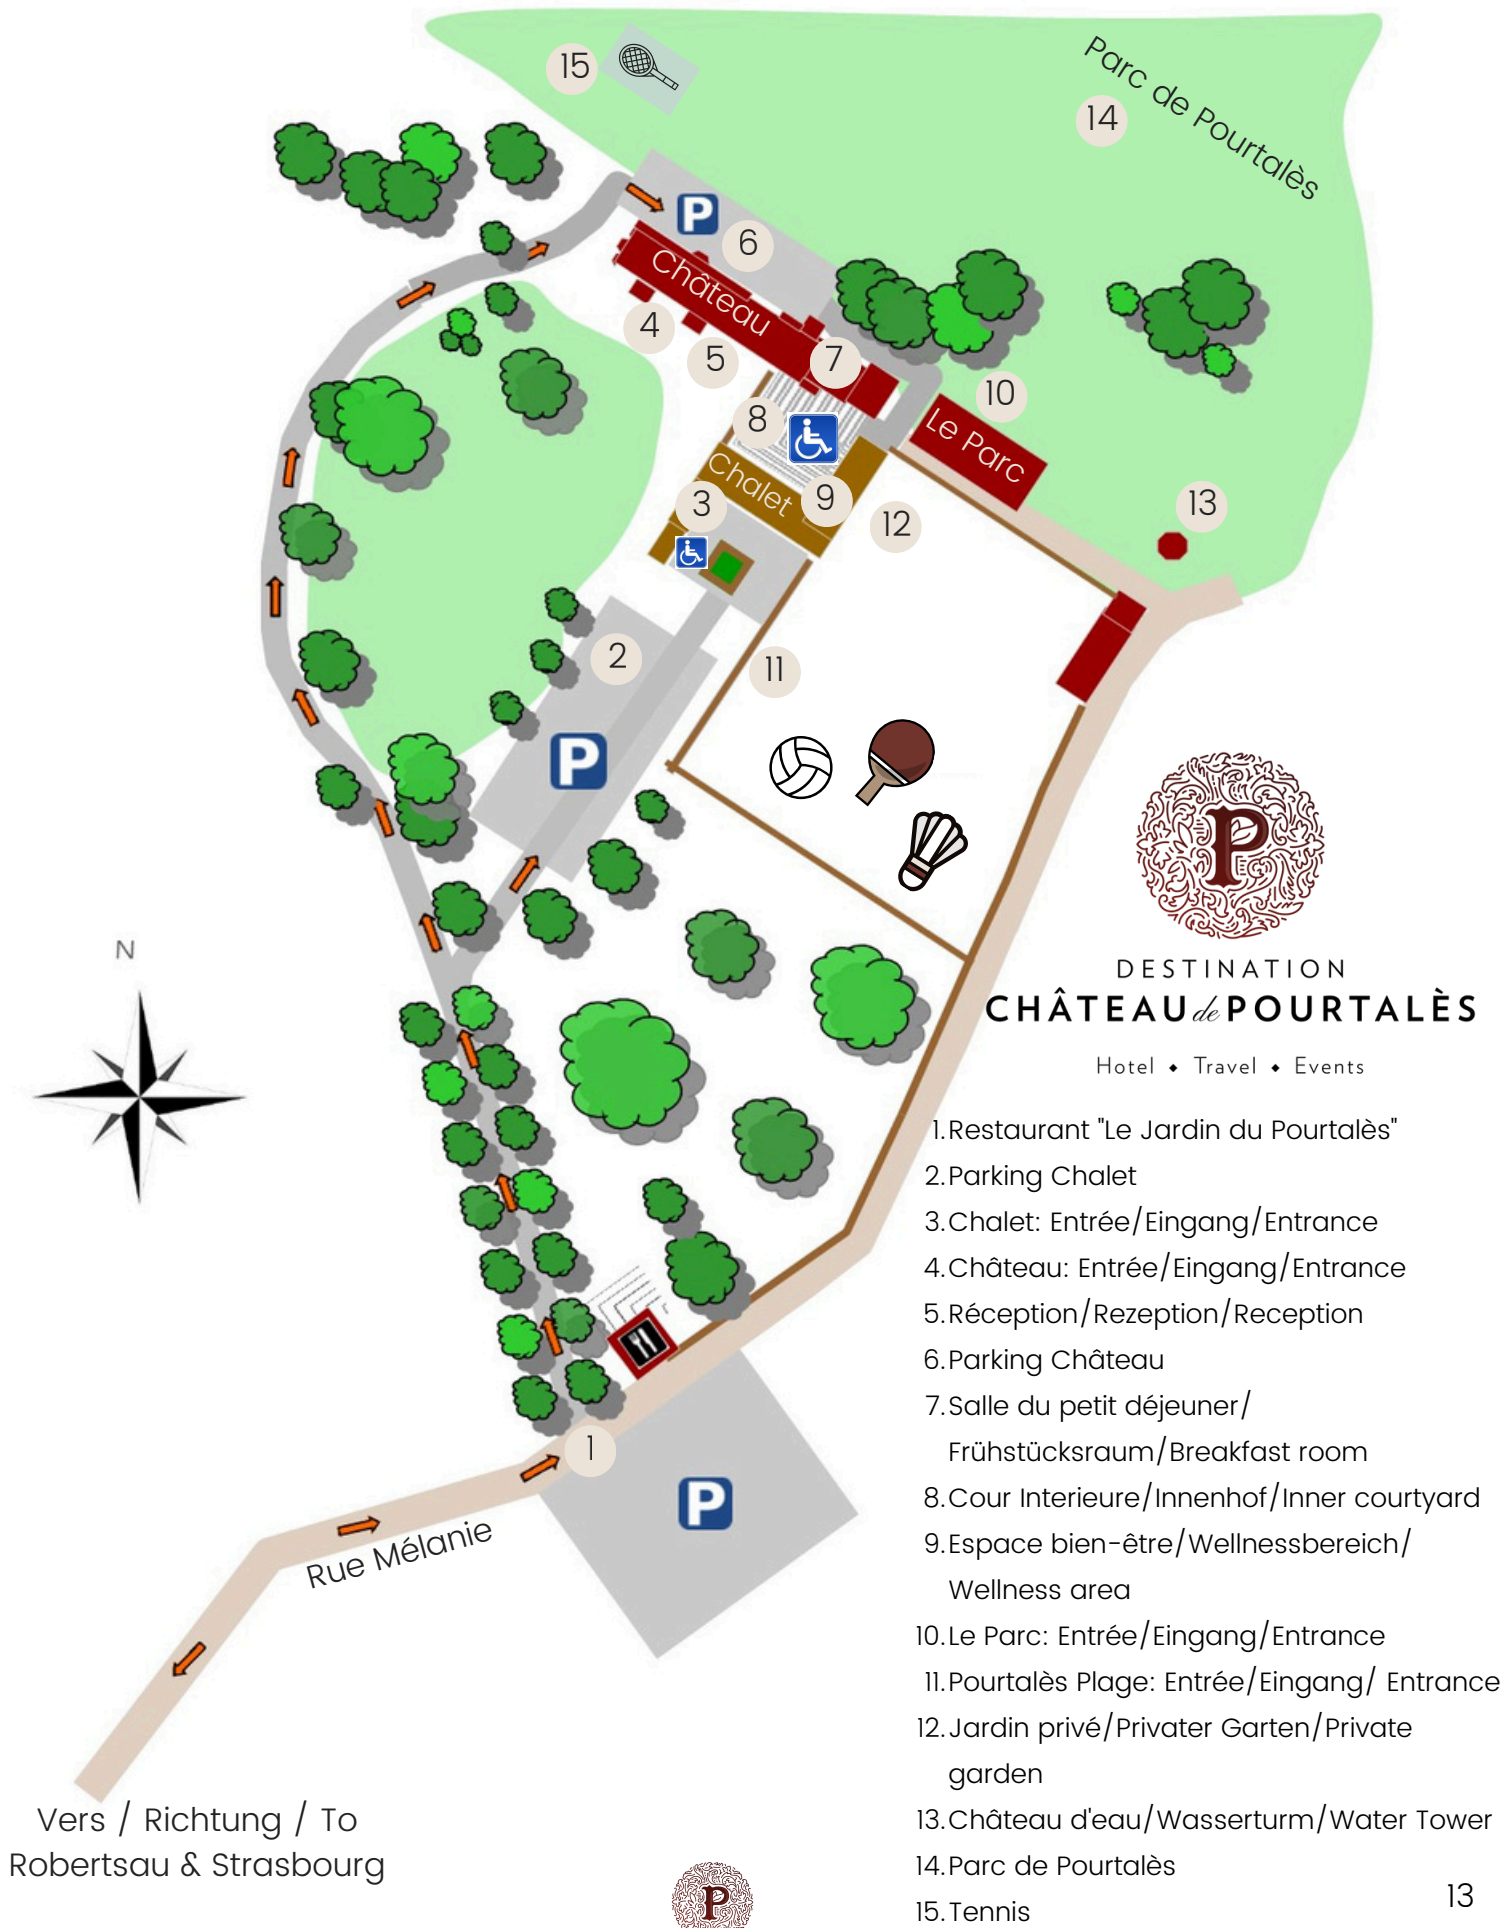 15
Parc de Pourtalès
14
P
6
Château
4
5
7
10
8
Le Parc
Chalet
3
9
12
13
2
11
P
N
P
DESTINATION
CHÂTEAU de POURTALÈS
Hotel ◆ Travel ◆ Events
1
P
Rue Mélanie
Vers / Richtung / To
Robertsau & Strasbourg
1.Restaurant "Le Jardin du Pourtalès"
2.Parking Chalet
3.Chalet: Entrée/Eingang/Entrance
4.Château: Entrée/Eingang/Entrance
5.Réception/Rezeption/Reception
6.Parking Château
7.Salle du petit déjeuner/
Frühstücksraum/Breakfast room
8.Cour Interieure/Innenhof/Inner courtyard
9.Espace bien-être/Wellnessbereich/
Wellness area
10.Le Parc: Entrée/Eingang/Entrance
11.Pourtalès Plage: Entrée/Eingang/ Entrance
12.Jardin privé/Privater Garten/Private
garden
13.Château d'eau/Wasserturm/Water Tower
14.Parc de Pourtalès
15.Tennis
P
13